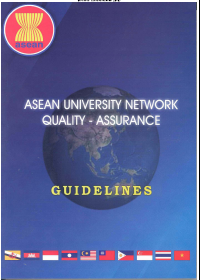 asean
ASEAN UNIVERSITY NETWORK
QUALITY - ASSURANCE
GUIDELINES